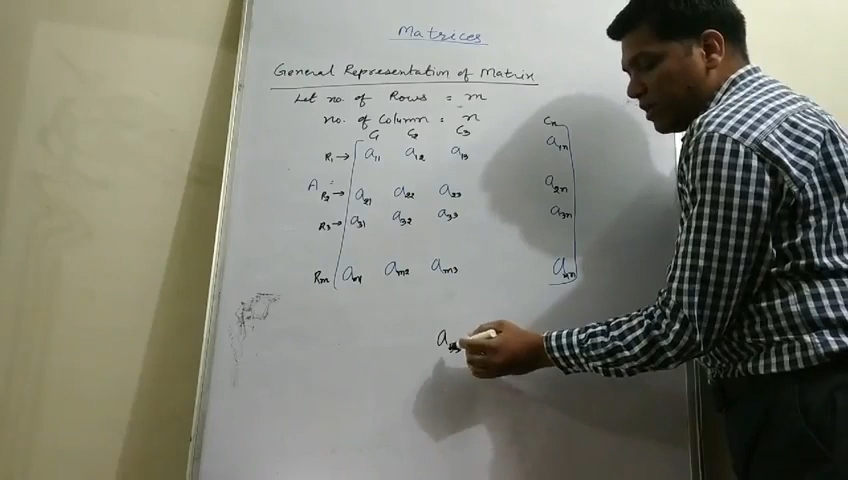 Matrices
General Representation of Matrix
Let no. of Rows = m
no. of Column = n
C1 C2 C3 Cn
R1 → a11 a12 a13 a1n
A = R2 → a21 a22 a23 a2n
R3 → a31 a32 a33 a3n
Rm am1 am2 am3 amn
a